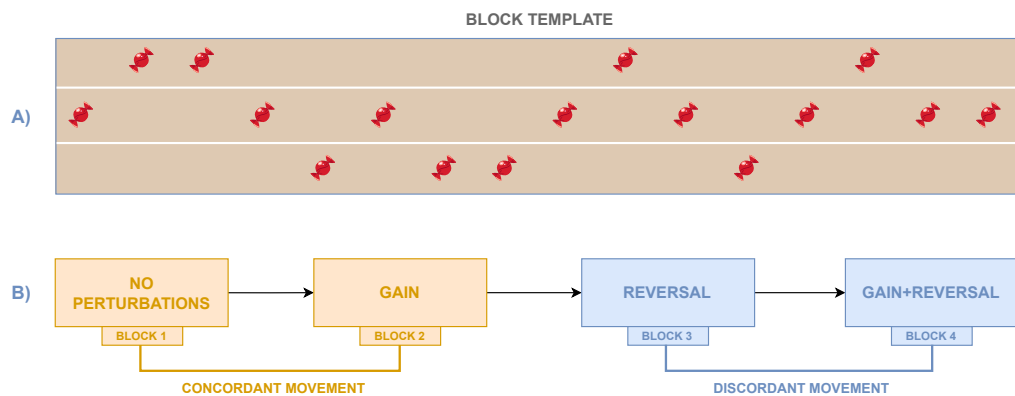 BLOCK TEMPLATE
A)
B)
NO
PERTURBATIONS
GAIN
REVERSAL
GAIN+REVERSAL
BLOCK 1
BLOCK 2
BLOCK 3
BLOCK 4
CONCORDANT MOVEMENT
DISCORDANT MOVEMENT